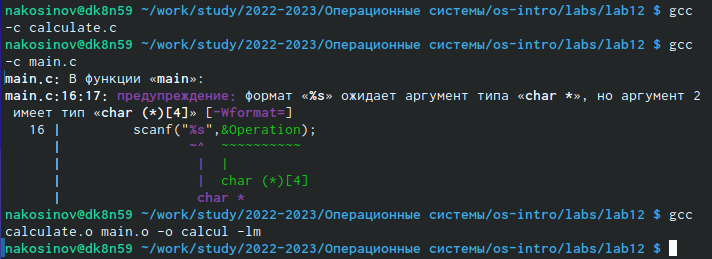 nakosinov@dk8n59 ~/work/study/2022-2023/Операционные системы/os-intro/labs/lab12 $ gcc
-c calculate.c
nakosinov@dk8n59 ~/work/study/2022-2023/Операционные системы/os-intro/labs/lab12 $ gcc
-c main.c
main.c: В функции «main»:
main.c:16:17: предупреждение: формат «%s» ожидает аргумент типа «char *», но аргумент 2
имеет тип «char (*)[4]» [-Wformat=]
16 | scanf("%s",&Operation);
| ~^ ~~~~~~~~~~
| | |
| | char (*)[4]
| char *
nakosinov@dk8n59 ~/work/study/2022-2023/Операционные системы/os-intro/labs/lab12 $ gcc
calculate.o main.o -o calcul -lm
nakosinov@dk8n59 ~/work/study/2022-2023/Операционные системы/os-intro/labs/lab12 $